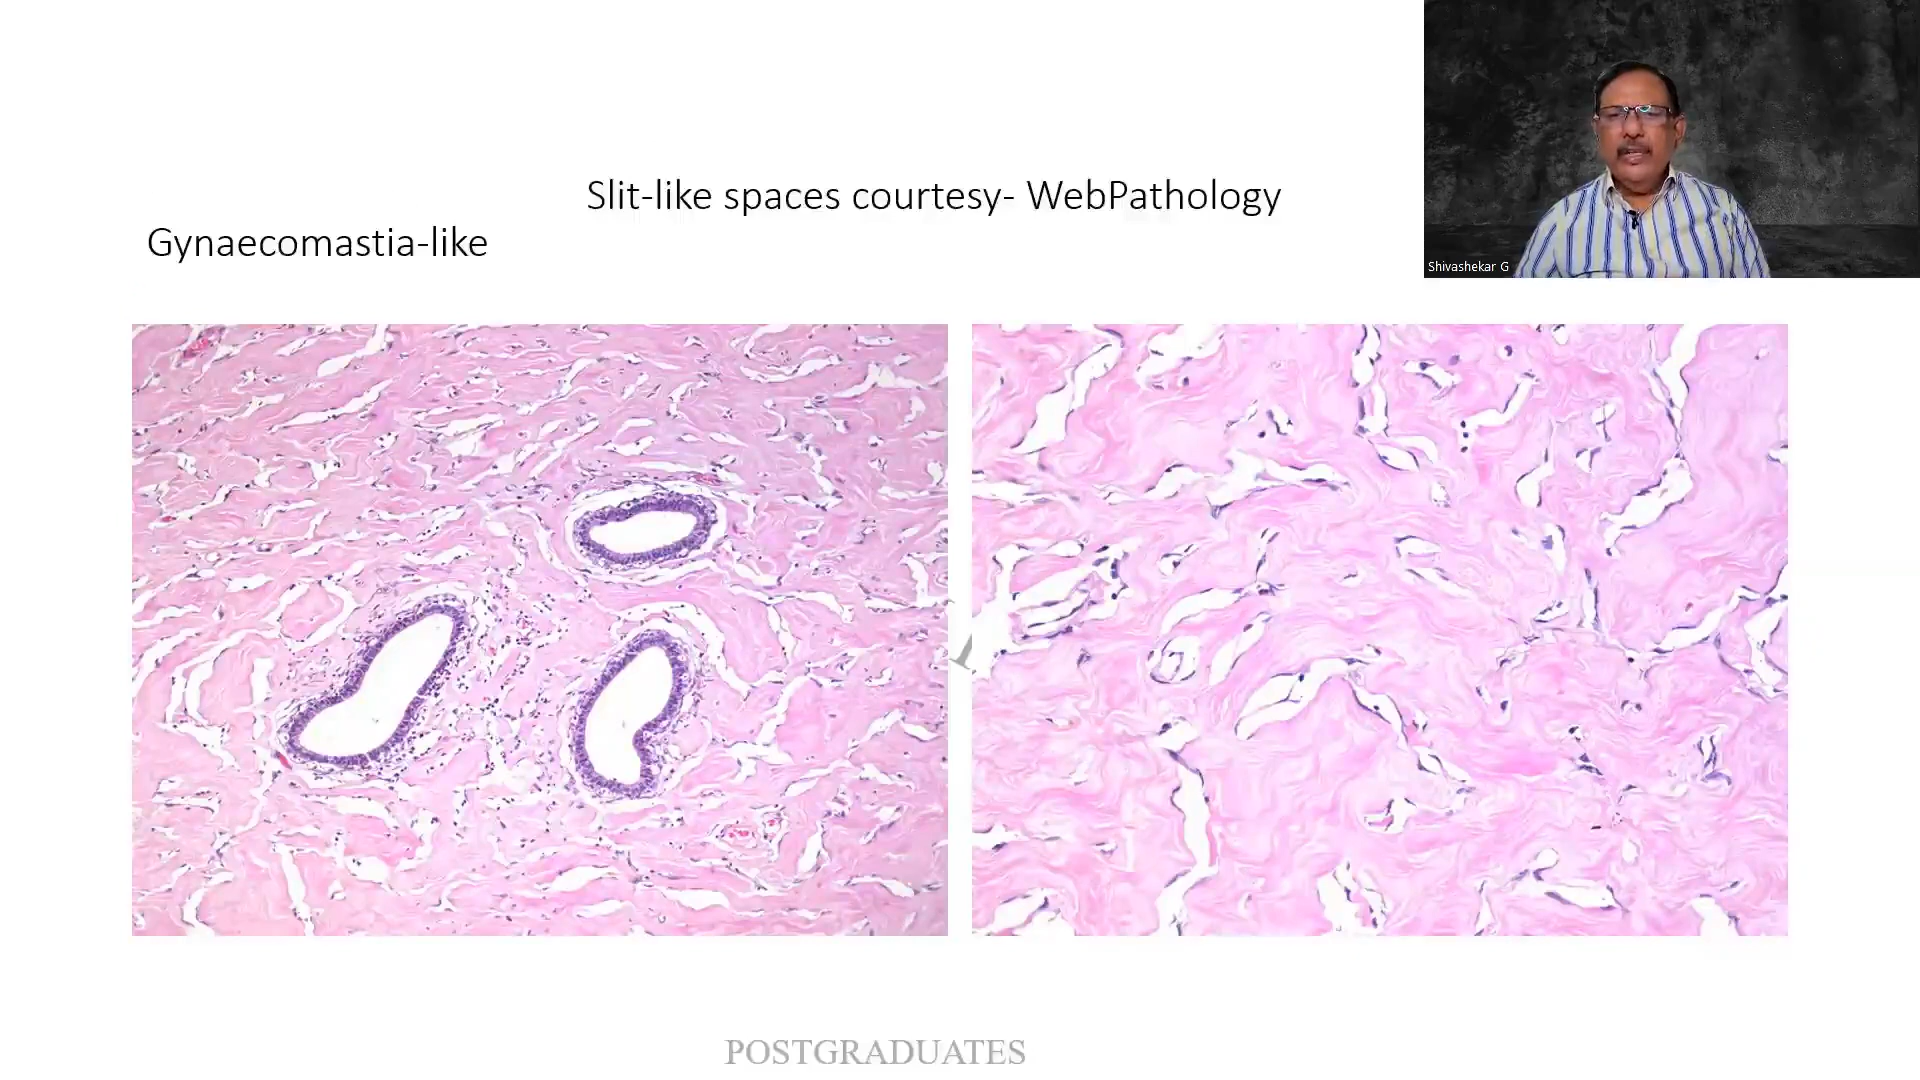 Slit-like spaces courtesy- WebPathology
Gynaecomastia-like
Shivashekar G
POSTGRADUATES